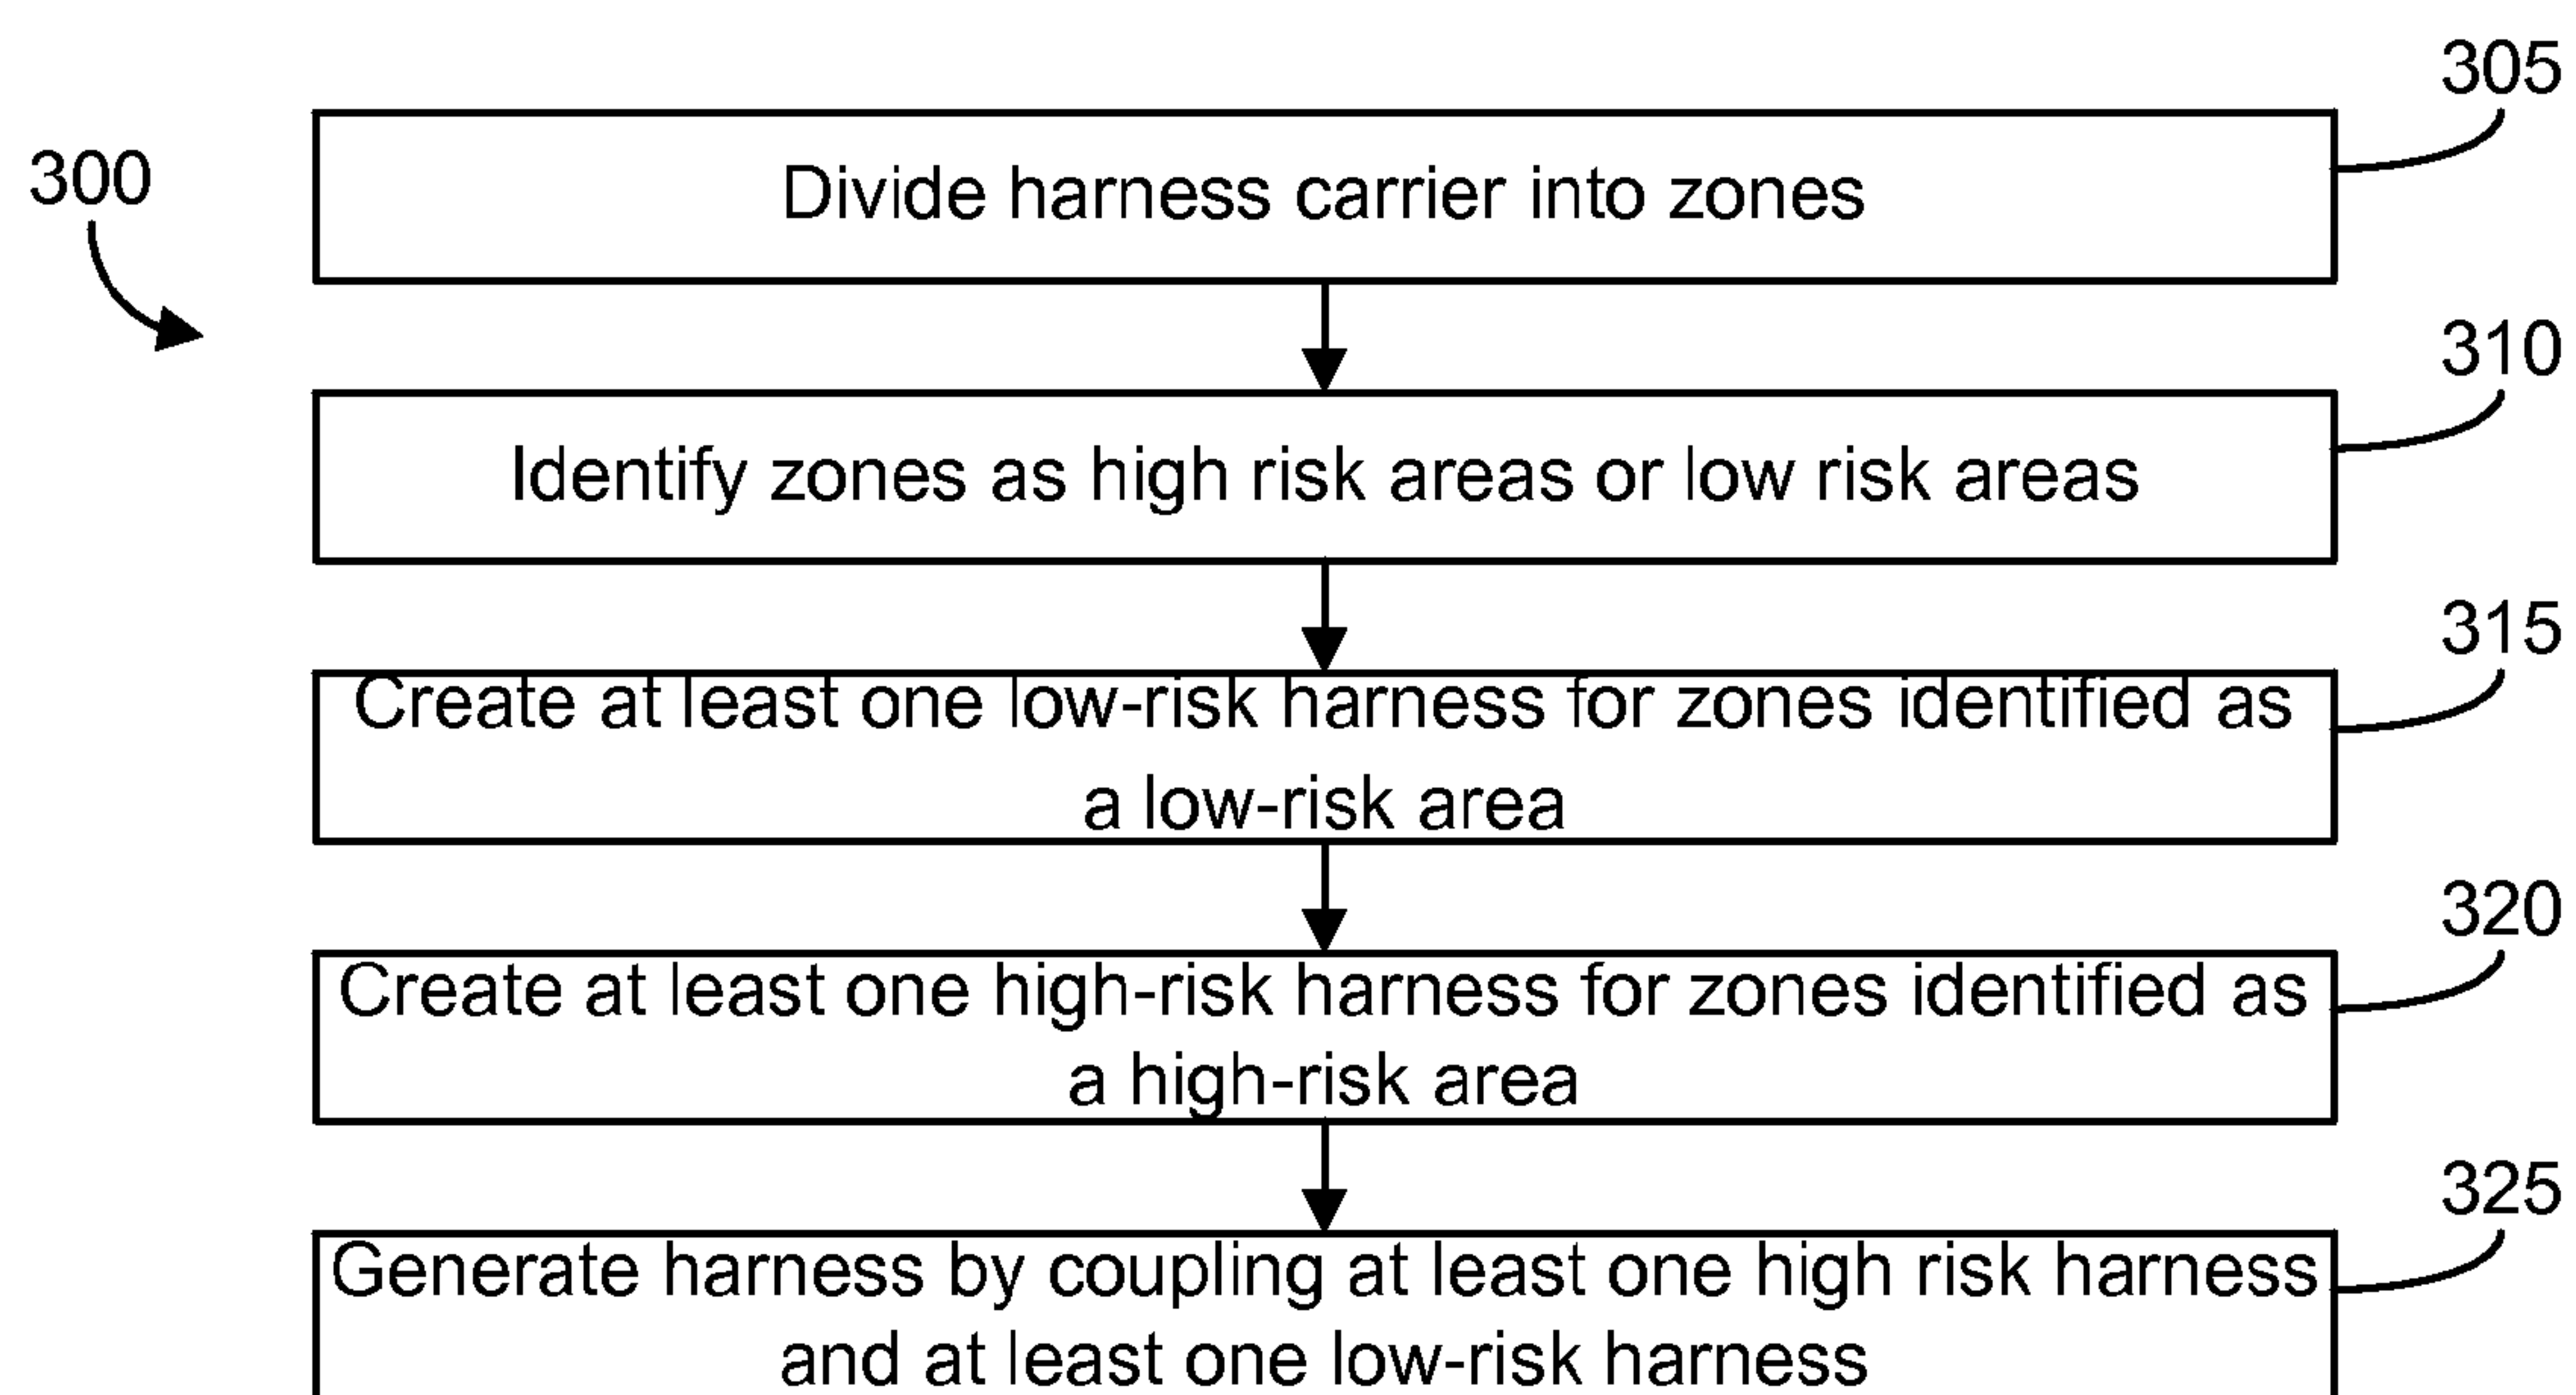 305
300
Divide harness carrier into zones
310
Identify zones as high risk areas or low risk areas
315
Create at least one low-risk harness for zones identified as
a low-risk area
320
Create at least one high-risk harness for zones identified as
a high-risk area
325
Generate harness by coupling at least one high risk harness
and at least one low-risk harness